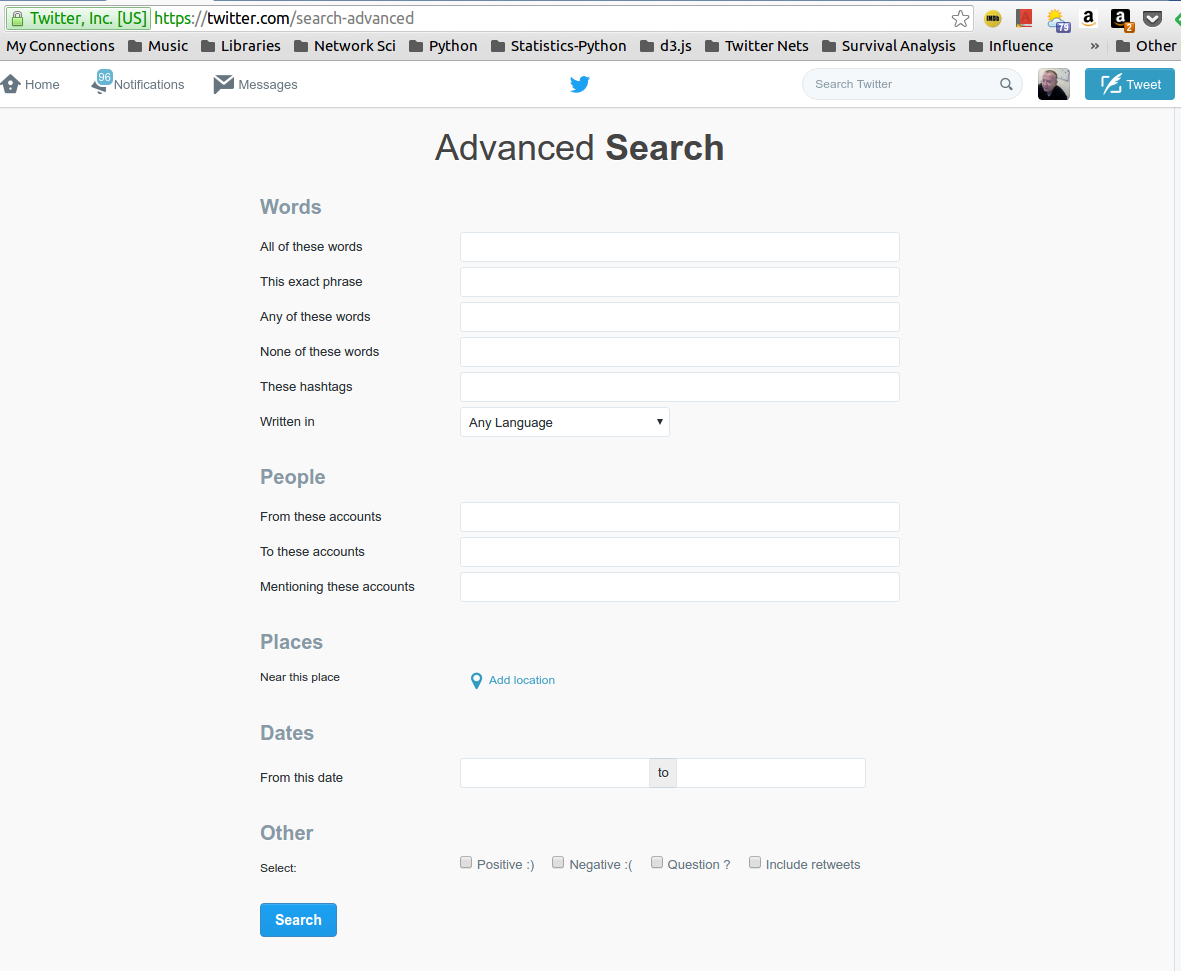 Twitter, Inc. [US] https://twitter.com/search-advanced IMDb A 79 a a 2
My Connections Music Libraries Network Sci Python Statistics-Python d3.js Twitter Nets Survival Analysis Influence » Other
Home 96 Notifications Messages Search Twitter Tweet
Advanced Search
Words
All of these words
This exact phrase
Any of these words
None of these words
These hashtags
Written in Any Language
People
From these accounts
To these accounts
Mentioning these accounts
Places
Near this place Add location
Dates
From this date to
Other
Select: Positive :) Negative :( Question ? Include retweets
Search